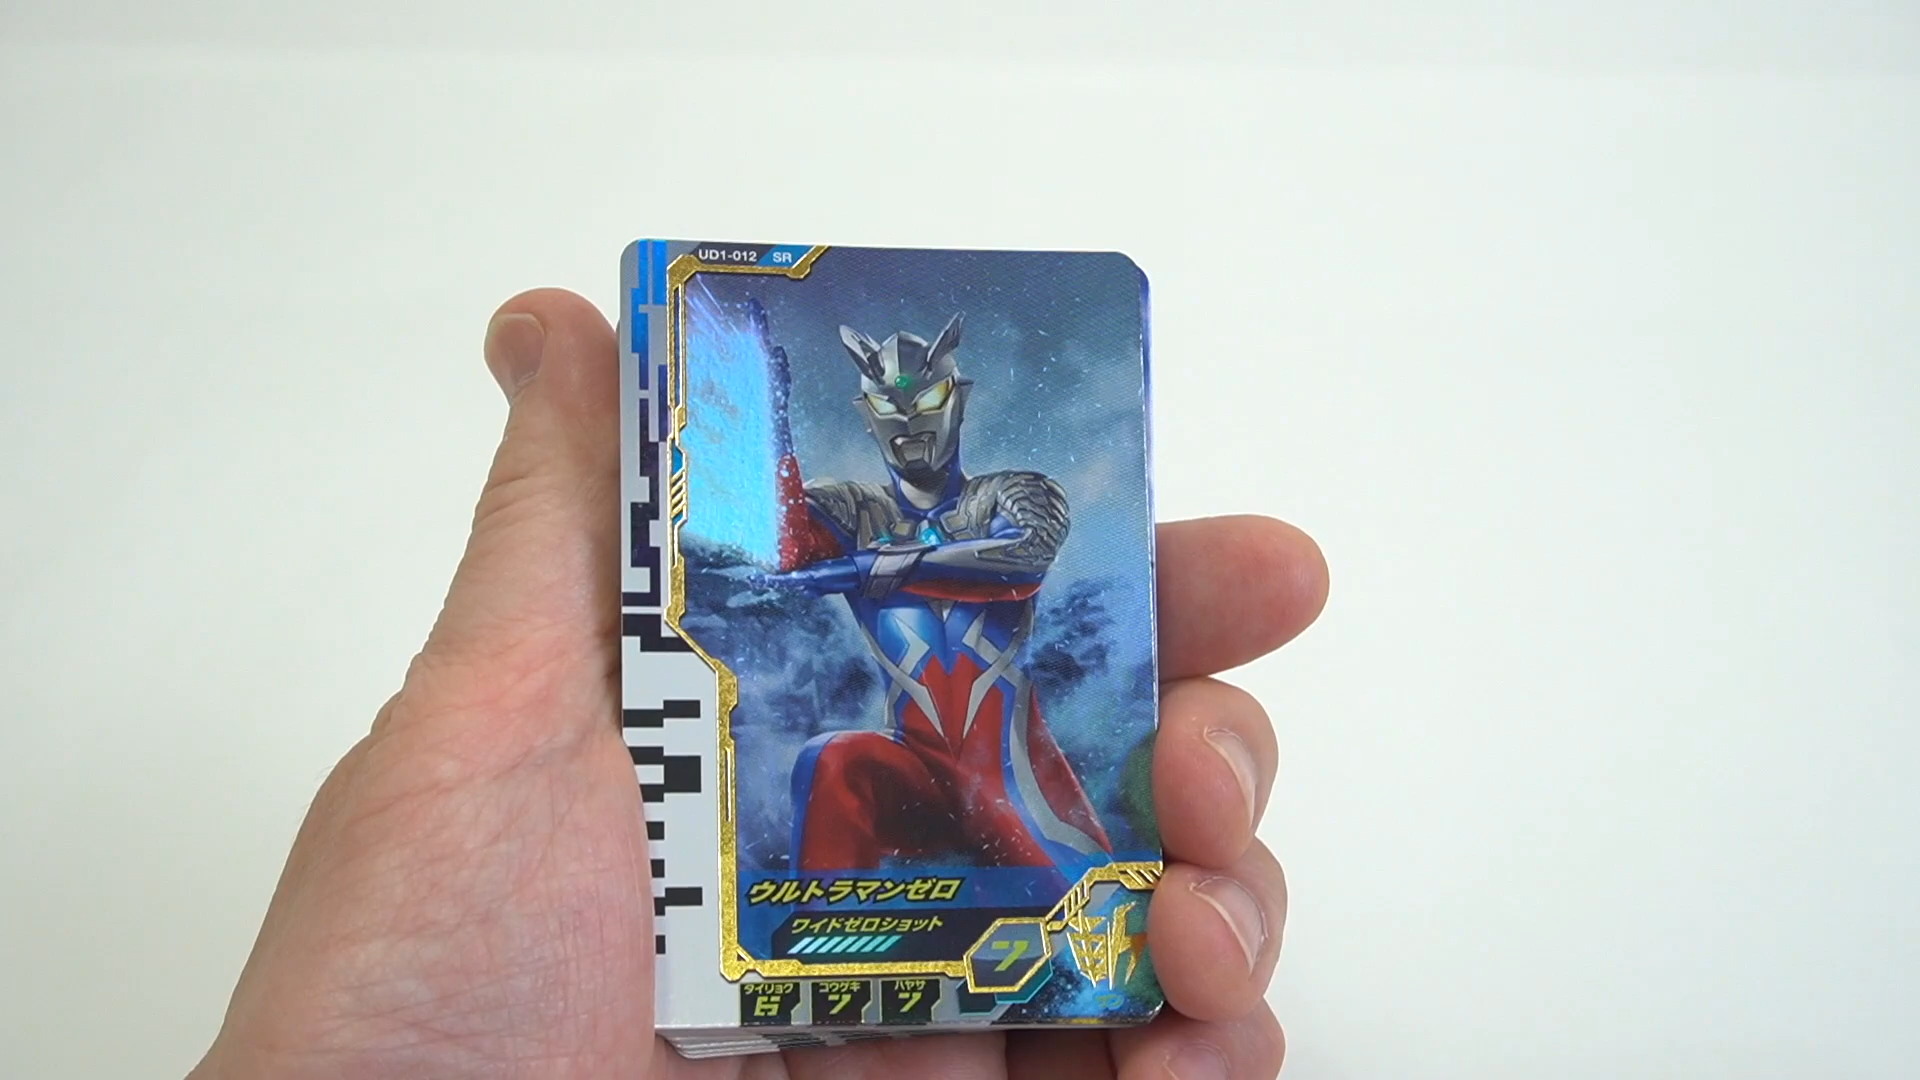 UD1-012 SR
ウルトラマンゼロ
ワイドゼロショット
7
斬
タイリョク コウゲキ ハヤサ
6 7 7